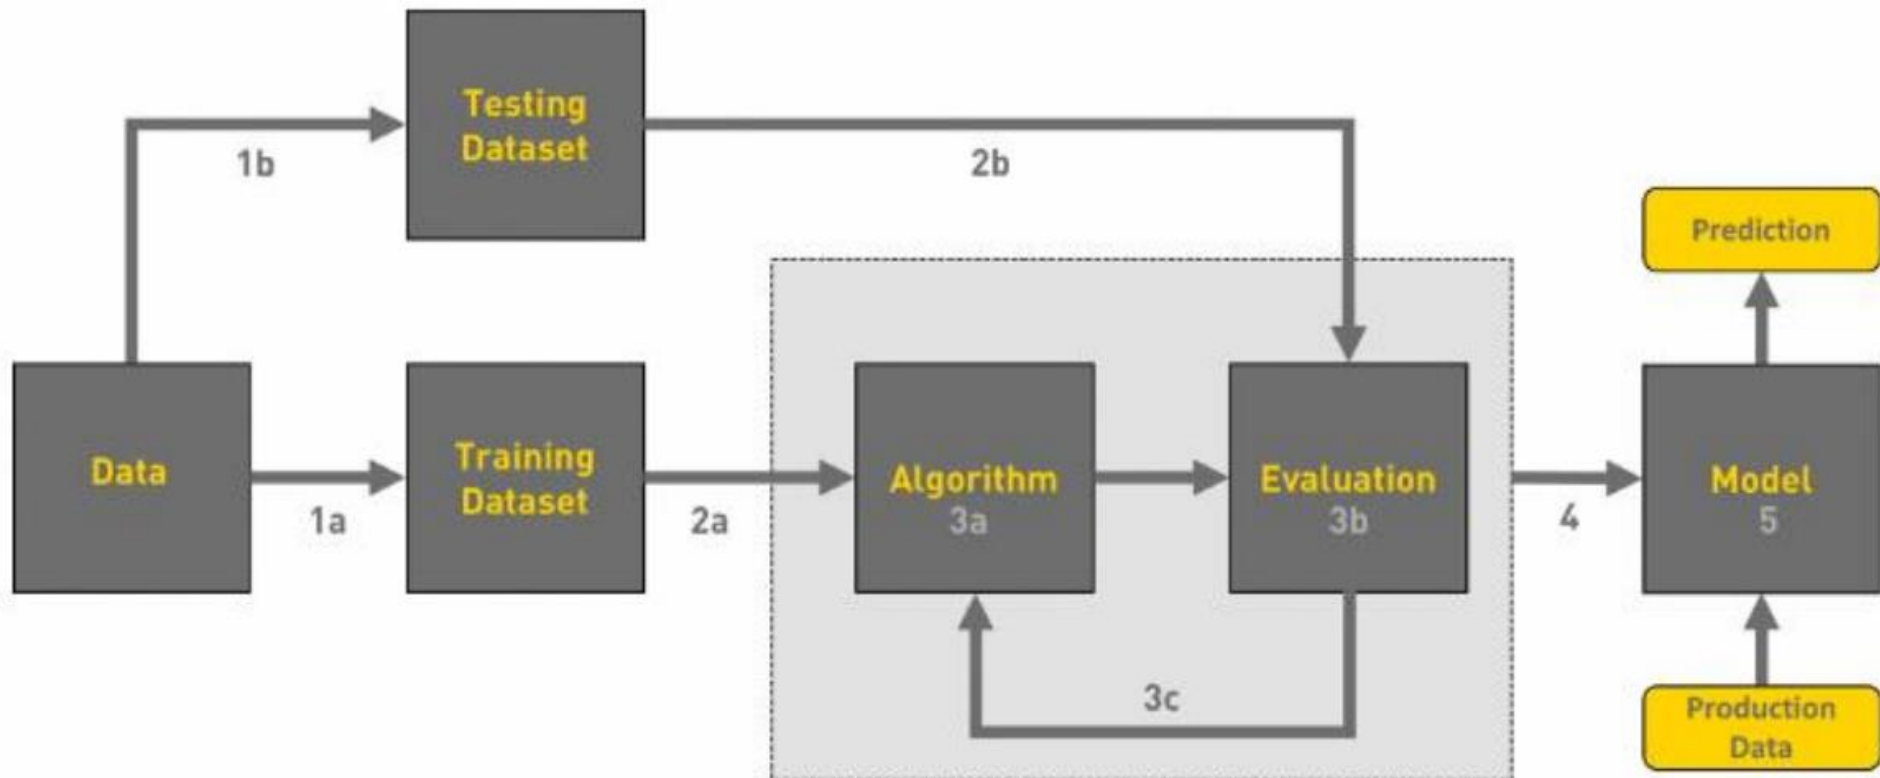 Testing
Dataset
1b
2b
Prediction
Data
Training
Dataset
Algorithm
3a
Evaluation
3b
Model
5
1a
2a
4
3c
Production
Data